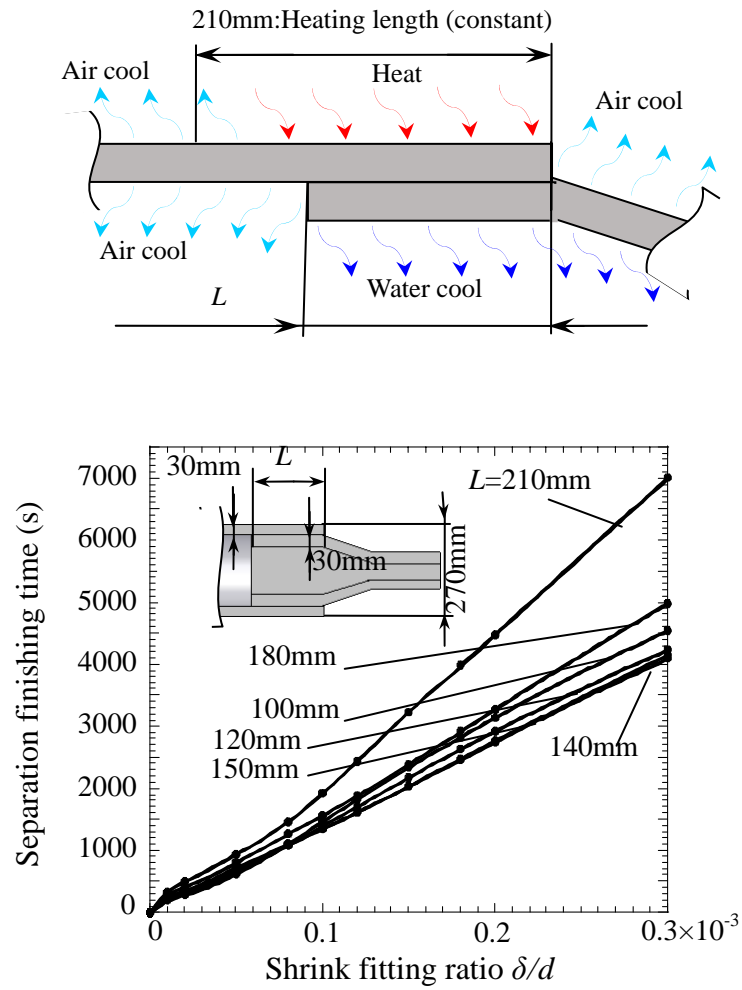 210mm:Heating length (constant)
Air cool
Heat
Air cool
Air cool
Water cool
L
7000
6000
5000
4000
3000
2000
1000
0
Separation finishing time (s)
30mm
L
30mm
270mm
L=210mm
180mm
100mm
120mm
150mm
140mm
0
0.1
0.2
0.3×10⁻³
Shrink fitting ratio δ/d